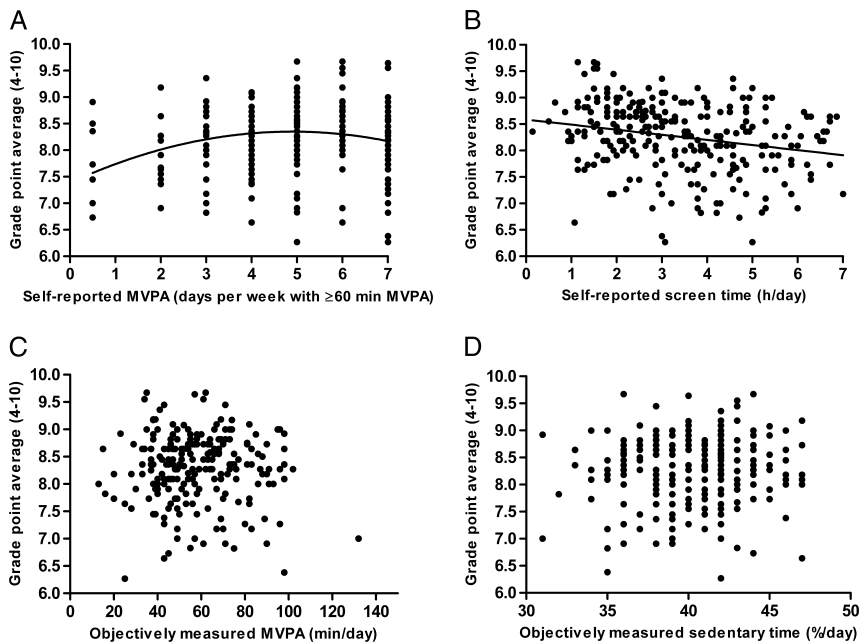 A
Grade point average (4-10)
10.0
9.5
9.0
8.5
8.0
7.5
7.0
6.5
6.0
0 1 2 3 4 5 6 7
Self-reported MVPA (days per week with ≥60 min MVPA)
B
Grade point average (4-10)
10.0
9.5
9.0
8.5
8.0
7.5
7.0
6.5
6.0
0 1 2 3 4 5 6 7
Self-reported screen time (h/day)
C
Grade point average (4-10)
10.0
9.5
9.0
8.5
8.0
7.5
7.0
6.5
6.0
0 20 40 60 80 100 120 140
Objectively measured MVPA (min/day)
D
Grade point average (4-10)
10.0
9.5
9.0
8.5
8.0
7.5
7.0
6.5
6.0
30 35 40 45 50
Objectively measured sedentary time (%/day)